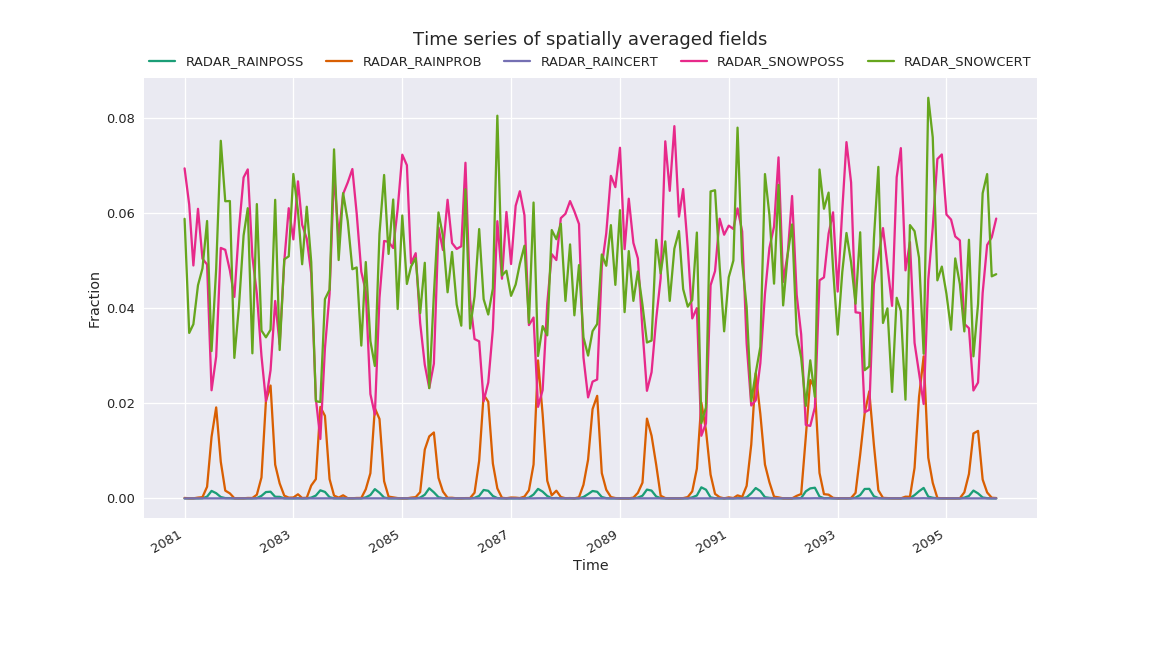 Time series of spatially averaged fields
RADAR_RAINPOSS RADAR_RAINPROB RADAR_RAINCERT RADAR_SNOWPOSS RADAR_SNOWCERT
0.08
0.06
0.04
0.02
0.00
Fraction
2081 2083 2085 2087 2089 2091 2093 2095
Time